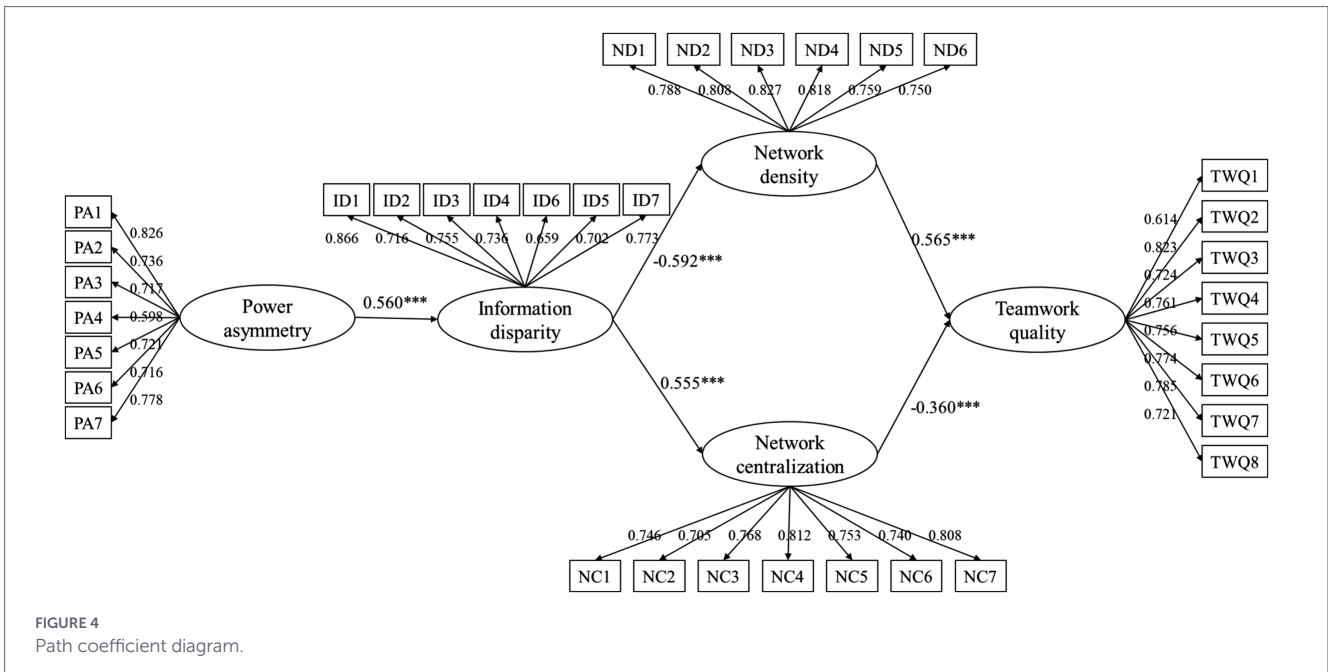 ND1 ND2 ND3 ND4 ND5 ND6
0.788 0.808 0.827 0.818 0.759 0.750
Network
density
ID1 ID2 ID3 ID4 ID6 ID5 ID7
0.866 0.716 0.755 0.736 0.659 0.702 0.773
PA1
PA2
PA3
PA4
PA5
PA6
PA7
0.826
0.736
0.717
0.598
0.721
0.716
0.778
Power
asymmetry
0.560***
Information
disparity
-0.592***
0.555***
0.565***
-0.360***
Teamwork
quality
0.614
0.823
0.724
0.761
0.756
0.774
0.785
0.721
TWQ1
TWQ2
TWQ3
TWQ4
TWQ5
TWQ6
TWQ7
TWQ8
Network
centralization
0.746 0.705 0.768 0.812 0.753 0.740 0.808
NC1 NC2 NC3 NC4 NC5 NC6 NC7
FIGURE 4
Path coefficient diagram.